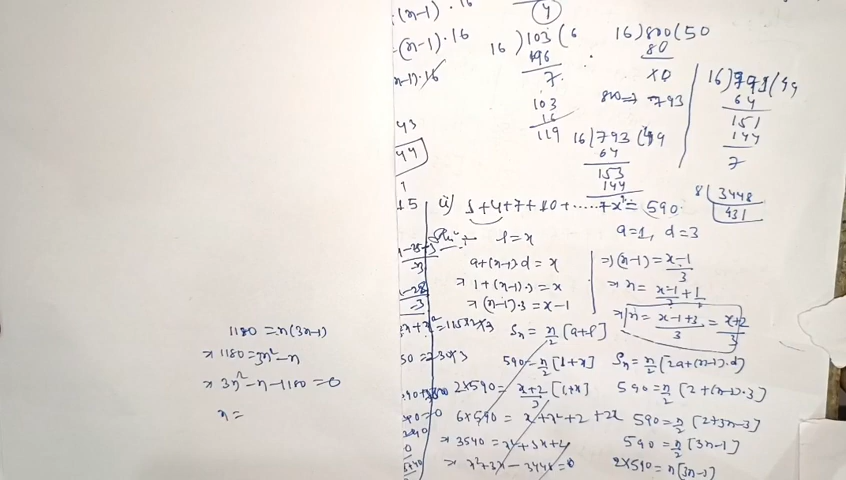 (n-1)·16
-(n-1)·16
n-1)·16
43
44
1
15
4
16)103(6
96
7
103
16
119
16)800(50
80
x0
800 ⇒ 793
16)793(49
64
153
144
16)793(49
64
151
144
7
8|3448
431
ii) 1+4+7+10+.....+x = 590
a=1, d=3
Sol^n:- l = x
a+(n-1)d = x
⇒ 1+(n-1)·3 = x
⇒ (n-1)·3 = x-1
⇒ (n-1) = x-1/3
⇒ n = x-1/3 + 1/1
⇒ n = x-1+3/3 = x+2/3
Sn = n/2 [a+l]
590 = n/2 [1+x]
2x590 = x+2/3 [1+x]
6x590 = x+x²+2+2x
⇒ 3540 = x²+3x+2
⇒ x²+3x-3448=0
Sn = n/2 (2a+(n-1)·d)
590 = n/2 [2+(n-1)·3]
590 = n/2 [2+3n-3]
590 = n/2 [3n-1]
2x590 = n[3n-1]
1180 = n(3n-1)
⇒ 1180 = 3n²-n
⇒ 3n²-n-1180=0
n =